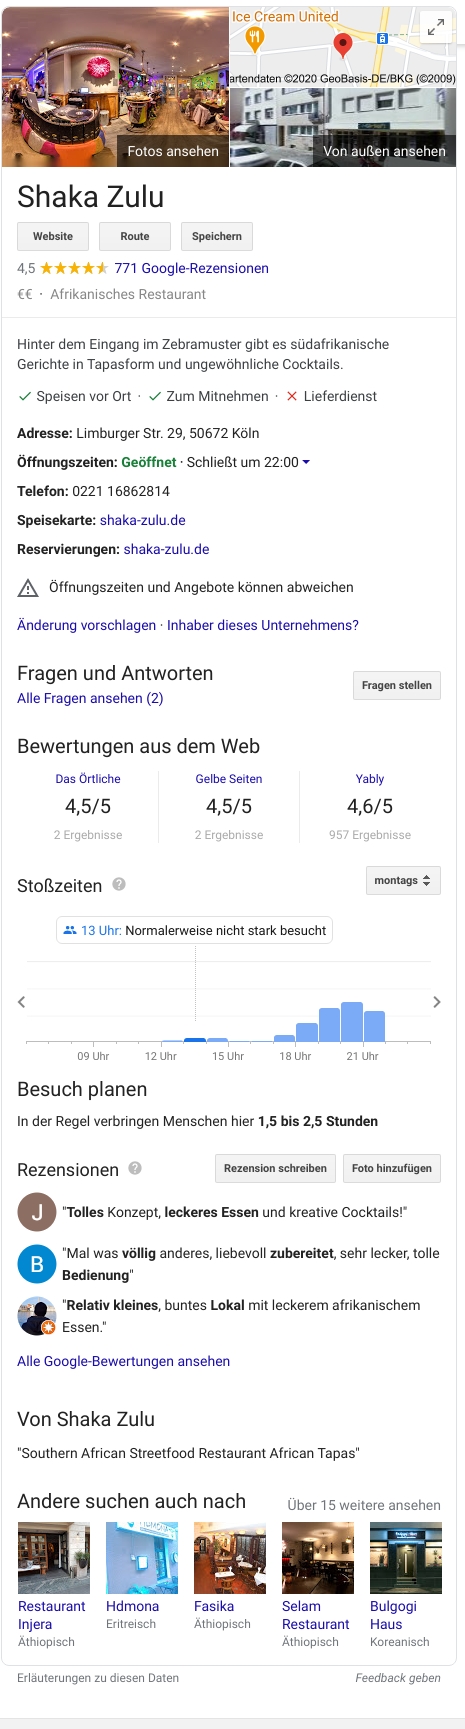 Ice Cream United
artendaten ©2020 GeoBasis-DE/BKG (©2009)
Fotos ansehen
Von außen ansehen
Shaka Zulu
Website
Route
Speichern
4,5 771 Google-Rezensionen
€€ · Afrikanisches Restaurant
Hinter dem Eingang im Zebramuster gibt es südafrikanische
Gerichte in Tapasform und ungewöhnliche Cocktails.
Speisen vor Ort · Zum Mitnehmen · Lieferdienst
Adresse: Limburger Str. 29, 50672 Köln
Öffnungszeiten: Geöffnet · Schließt um 22:00
Telefon: 0221 16862814
Speisekarte: shaka-zulu.de
Reservierungen: shaka-zulu.de
Öffnungszeiten und Angebote können abweichen
Änderung vorschlagen · Inhaber dieses Unternehmens?
Fragen und Antworten
Alle Fragen ansehen (2)
Fragen stellen
Bewertungen aus dem Web
Das Örtliche
4,5/5
2 Ergebnisse
Gelbe Seiten
4,5/5
2 Ergebnisse
Yably
4,6/5
957 Ergebnisse
Stoßzeiten ?
montags
13 Uhr: Normalerweise nicht stark besucht
09 Uhr 12 Uhr 15 Uhr 18 Uhr 21 Uhr
Besuch planen
In der Regel verbringen Menschen hier 1,5 bis 2,5 Stunden
Rezensionen ?
Rezension schreiben
Foto hinzufügen
J
"Tolles Konzept, leckeres Essen und kreative Cocktails!"
B
"Mal was völlig anderes, liebevoll zubereitet, sehr lecker, tolle
Bedienung"
"Relativ kleines, buntes Lokal mit leckerem afrikanischem
Essen."
Alle Google-Bewertungen ansehen
Von Shaka Zulu
"Southern African Streetfood Restaurant African Tapas"
Andere suchen auch nach
Über 15 weitere ansehen
Restaurant
Injera
Äthiopisch
Hdmona
Eritreisch
Fasika
Äthiopisch
Selam
Restaurant
Äthiopisch
Bulgogi
Haus
Koreanisch
Erläuterungen zu diesen Daten
Feedback geben